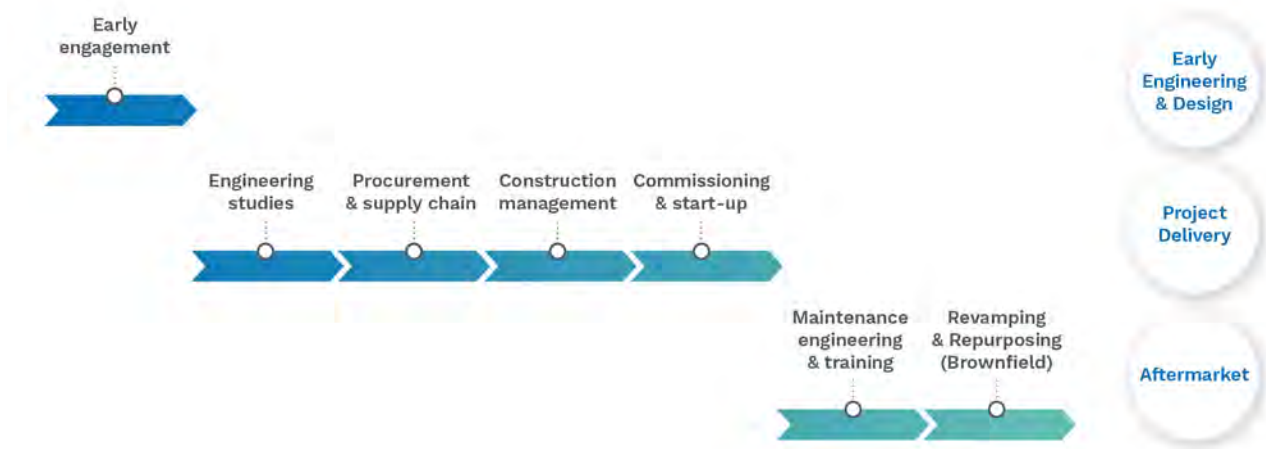 Early
engagement
Early
Engineering
& Design
Engineering
studies
Procurement
& supply chain
Construction
management
Commissioning
& start-up
Project
Delivery
Maintenance
engineering
& training
Revamping
& Repurposing
(Brownfield)
Aftermarket